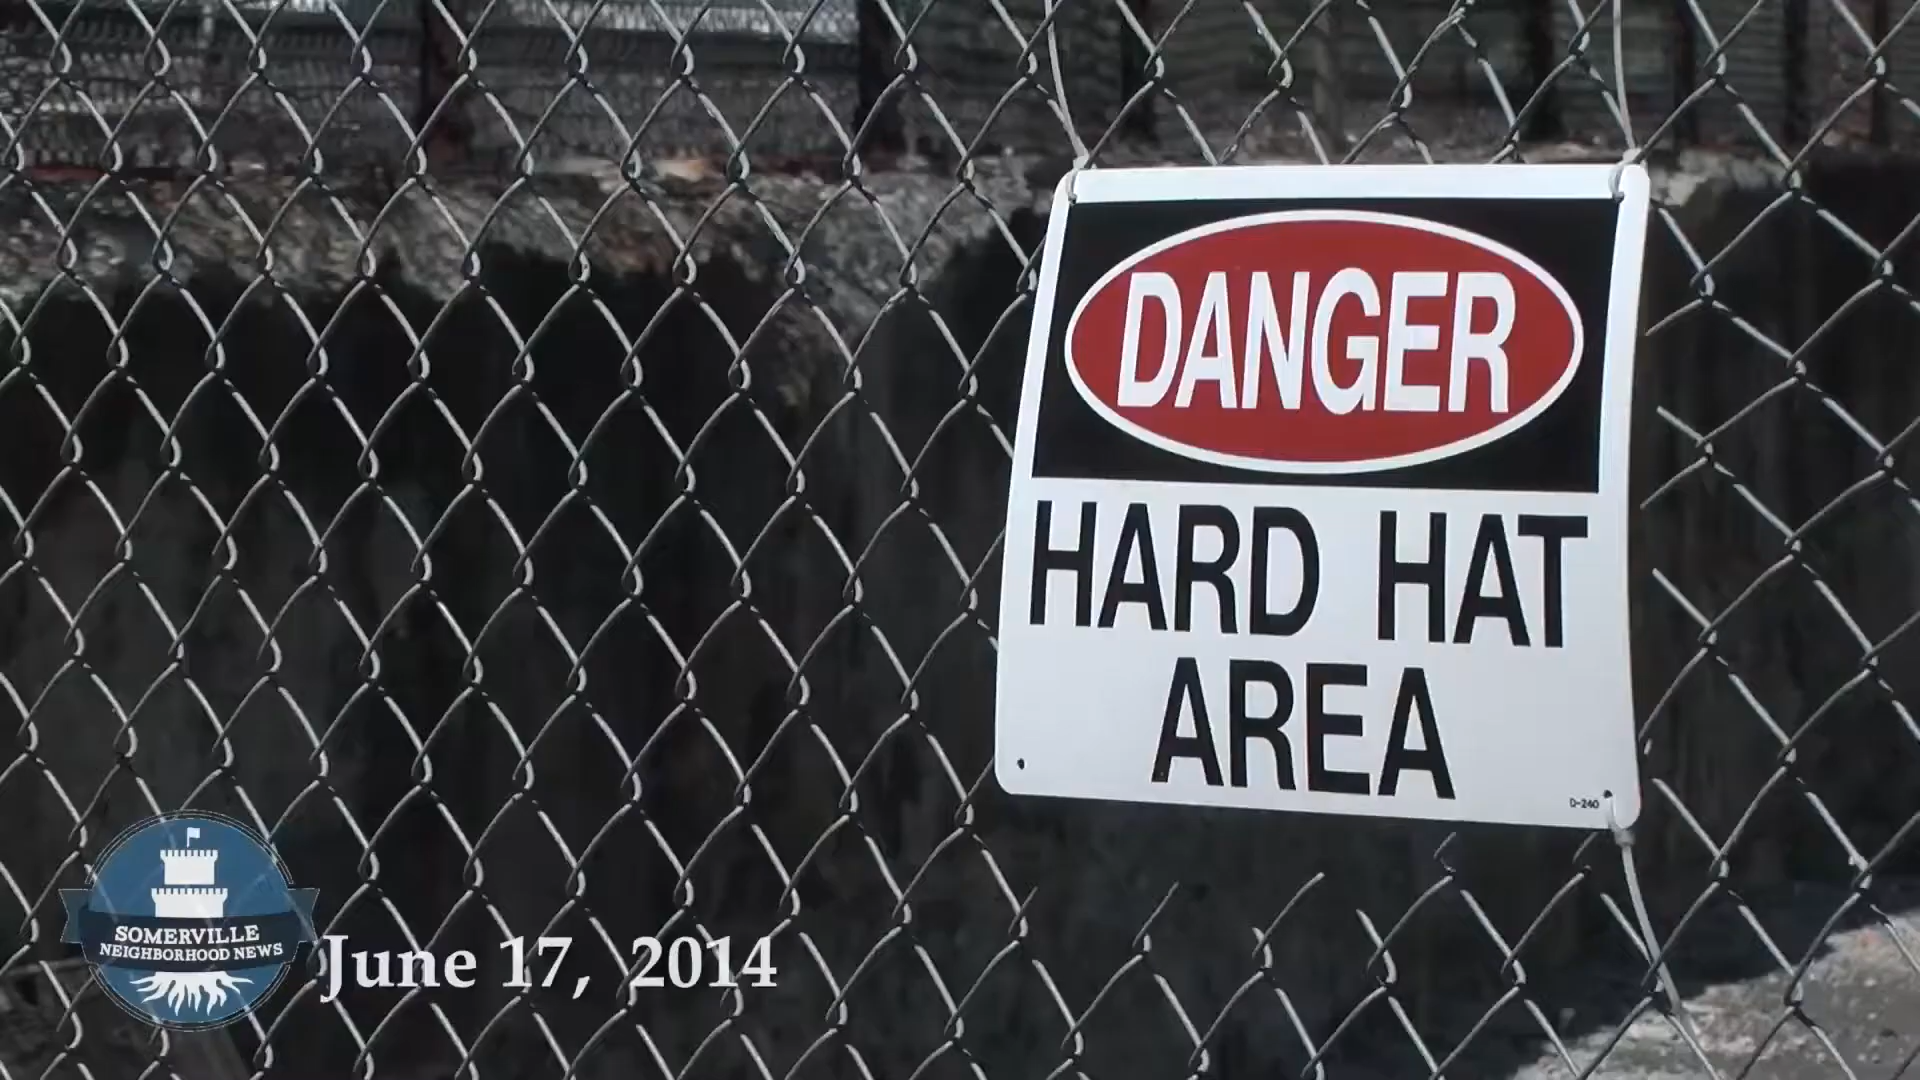 DANGER
HARD HAT
AREA
D-240
SOMERVILLE
NEIGHBORHOOD NEWS
June 17, 2014